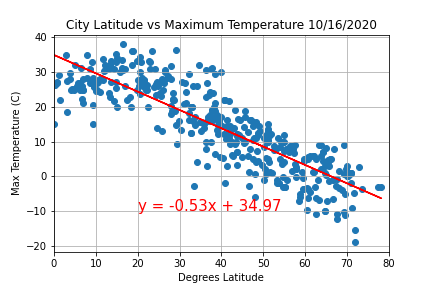 City Latitude vs Maximum Temperature 10/16/2020
Max Temperature (C)
40
30
20
10
0
−10
−20
y = -0.53x + 34.97
0 10 20 30 40 50 60 70 80
Degrees Latitude